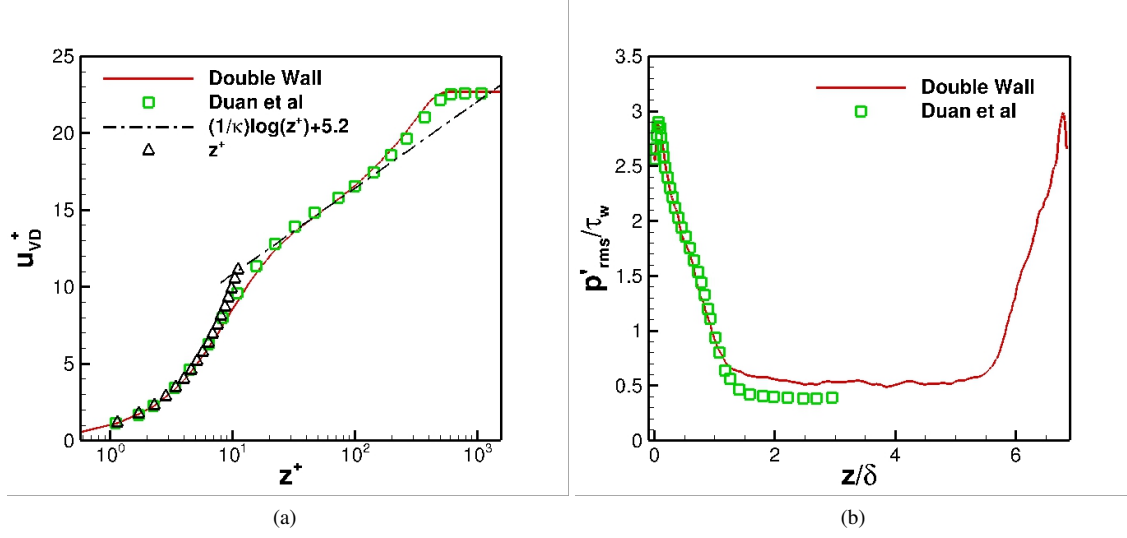 25
20
15
10
5
0
u⁺VD
10⁰
10¹
10²
10³
z⁺
Double Wall
Duan et al
(1/κ)log(z⁺)+5.2
z⁺
(a)
3.5
3
2.5
2
1.5
1
0.5
0
p'rms/τw
0
2
4
6
z/δ
Double Wall
Duan et al
(b)